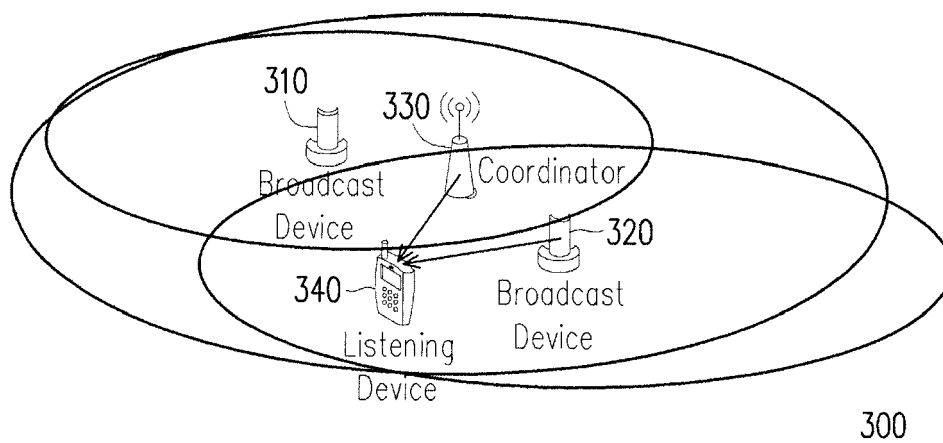 310
330
Broadcast
Device
Coordinator
320
340
Broadcast
Device
Listening
Device
300